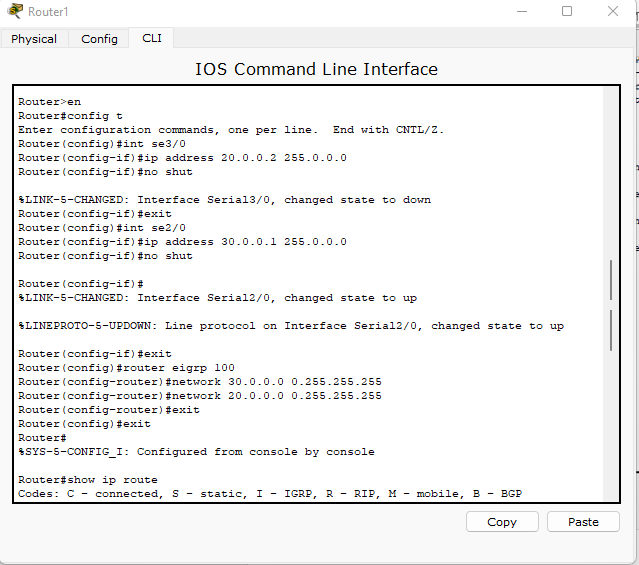 Router1
Physical Config CLI
IOS Command Line Interface
Router>en
Router#config t
Enter configuration commands, one per line.  End with CNTL/Z.
Router(config)#int se3/0
Router(config-if)#ip address 20.0.0.2 255.0.0.0
Router(config-if)#no shut
%LINK-5-CHANGED: Interface Serial3/0, changed state to down
Router(config-if)#exit
Router(config)#int se2/0
Router(config-if)#ip address 30.0.0.1 255.0.0.0
Router(config-if)#no shut
Router(config-if)#
%LINK-5-CHANGED: Interface Serial2/0, changed state to up
%LINEPROTO-5-UPDOWN: Line protocol on Interface Serial2/0, changed state to up
Router(config-if)#exit
Router(config)#router eigrp 100
Router(config-router)#network 30.0.0.0 0.255.255.255
Router(config-router)#network 20.0.0.0 0.255.255.255
Router(config-router)#exit
Router(config)#exit
Router#
%SYS-5-CONFIG_I: Configured from console by console
Router#show ip route
Codes: C - connected, S - static, I - IGRP, R - RIP, M - mobile, B - BGP
Copy Paste